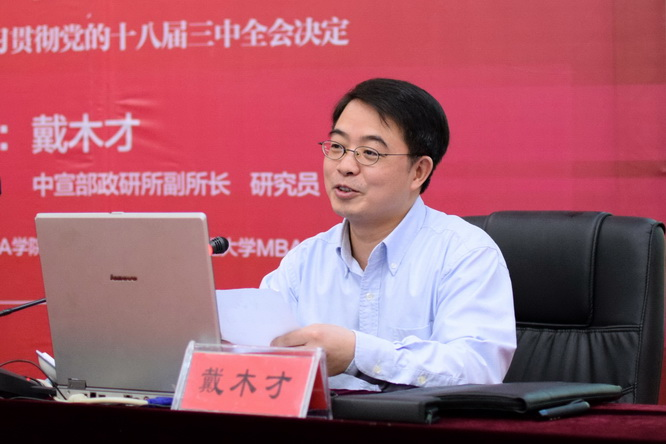 贯彻党的十八届三中全会决定
：戴木才
中宣部政研所副所长 研究员
A学院
大学MBA
lenovo
戴木才